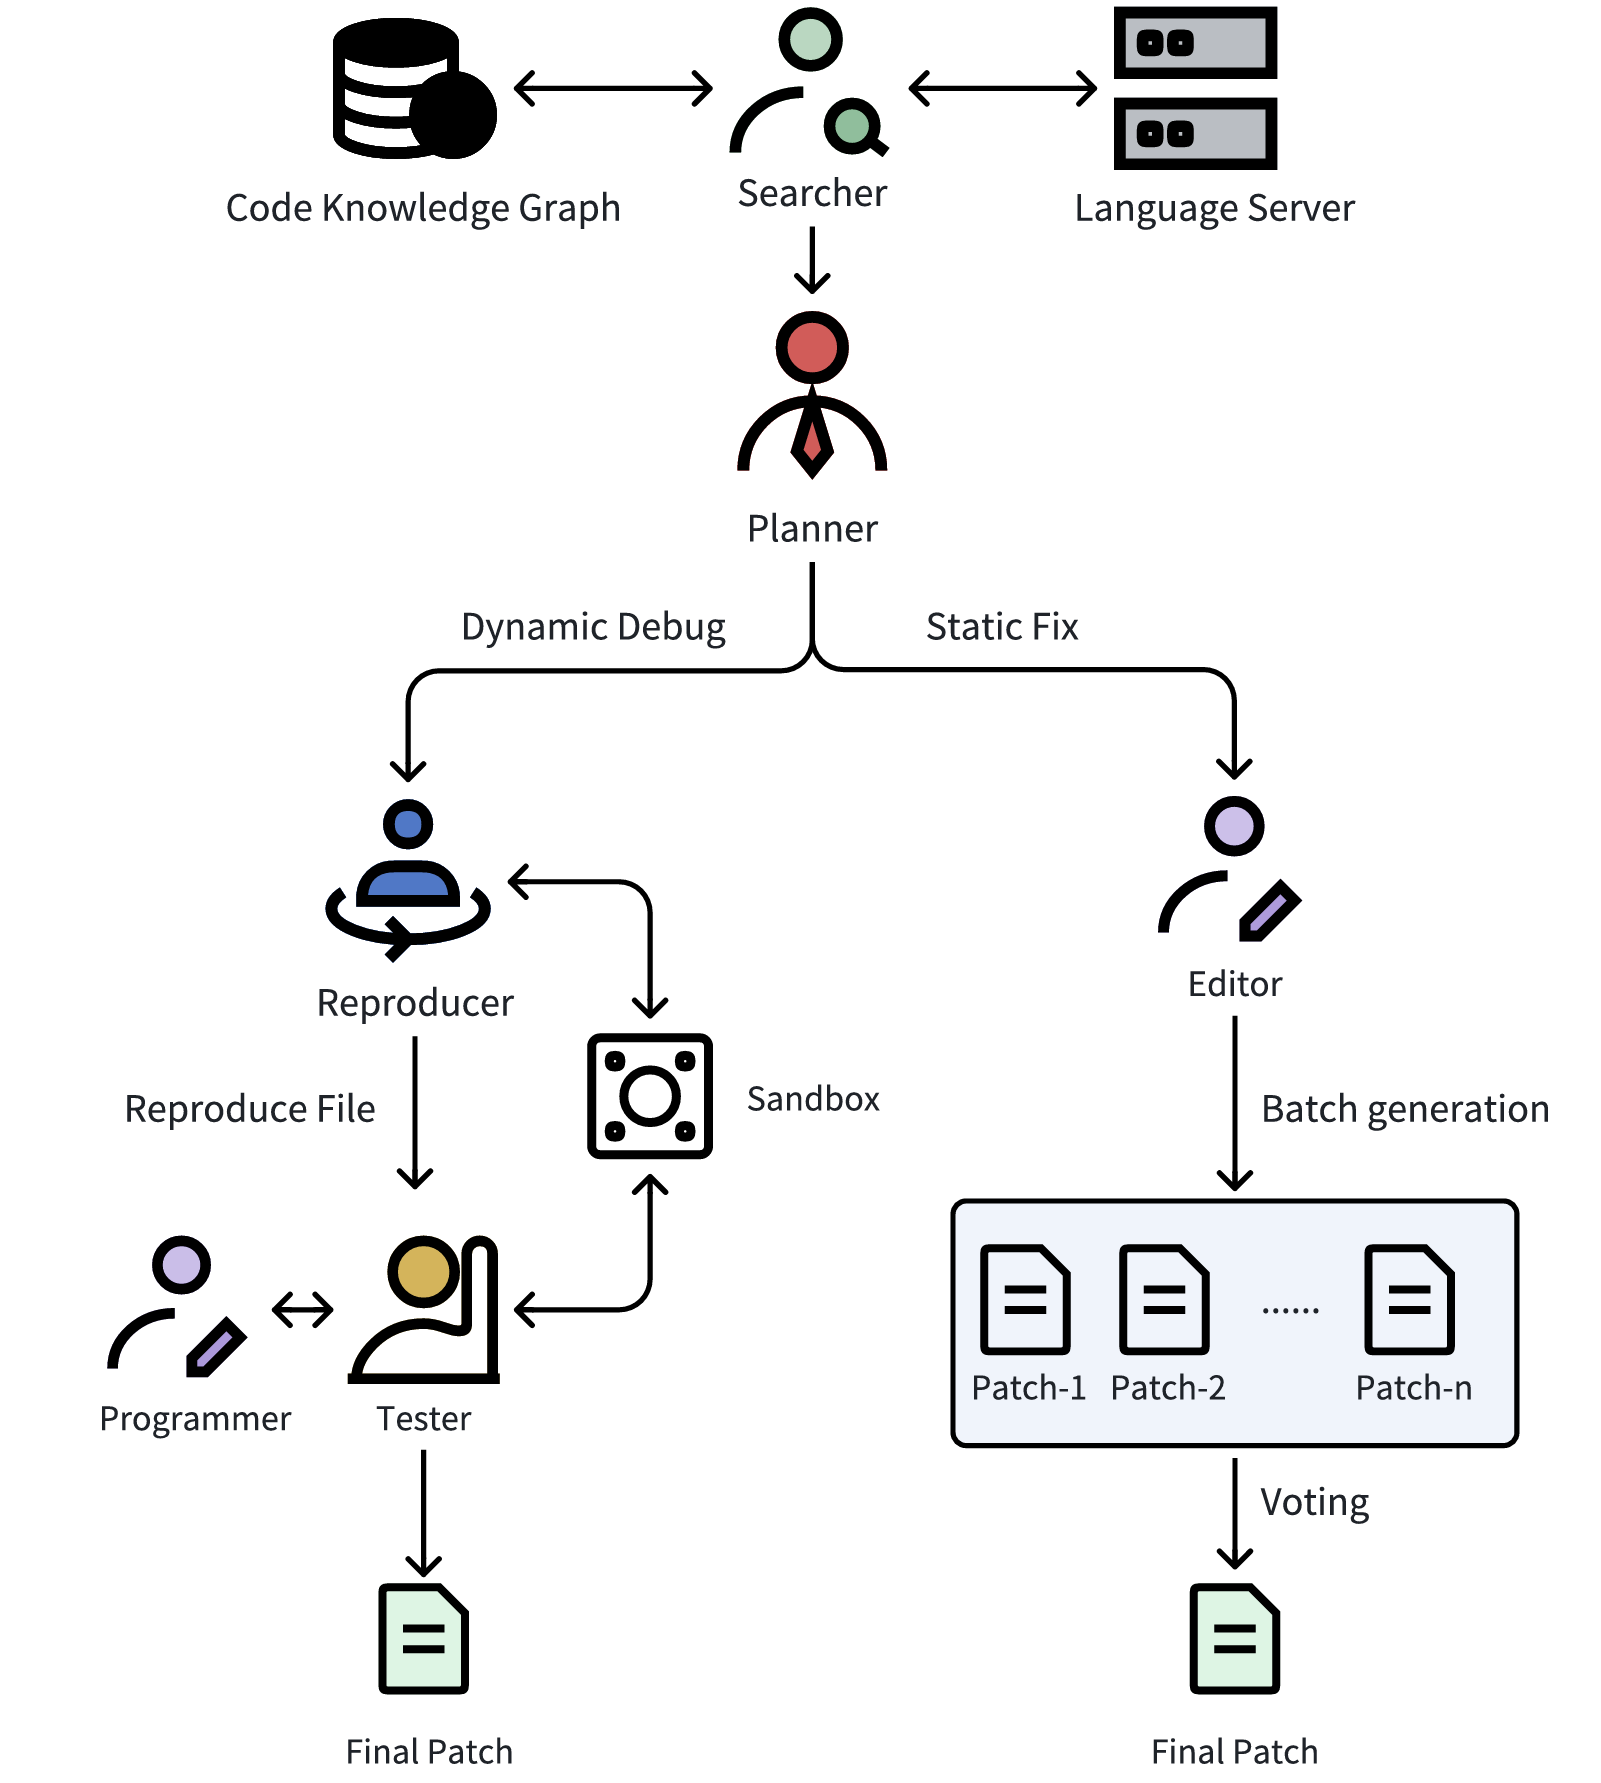 Code Knowledge Graph
Searcher
Language Server
Planner
Dynamic Debug
Static Fix
Reproducer
Editor
Reproduce File
Sandbox
Batch generation
Patch-1
Patch-2
......
Patch-n
Programmer
Tester
Voting
Final Patch
Final Patch